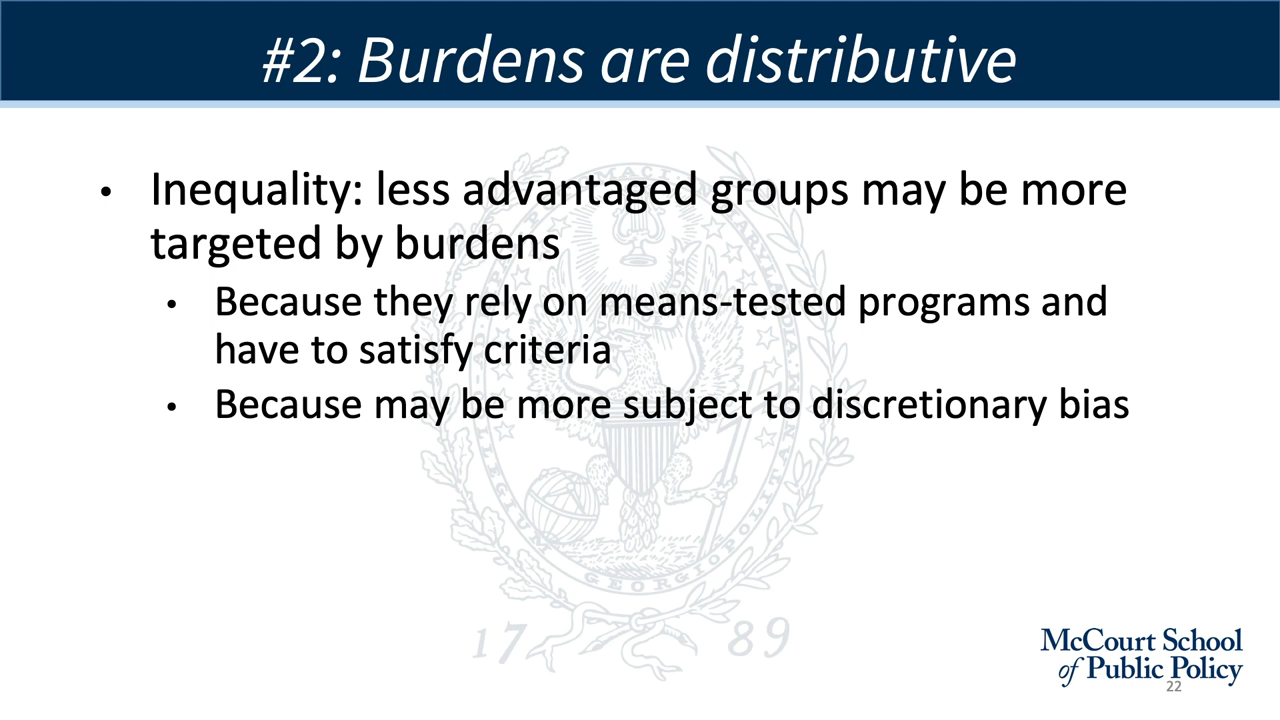 #2: Burdens are distributive
• Inequality: less advantaged groups may be more
targeted by burdens
• Because they rely on means-tested programs and
have to satisfy criteria
• Because may be more subject to discretionary bias
17 89
McCourt School
of Public Policy
22